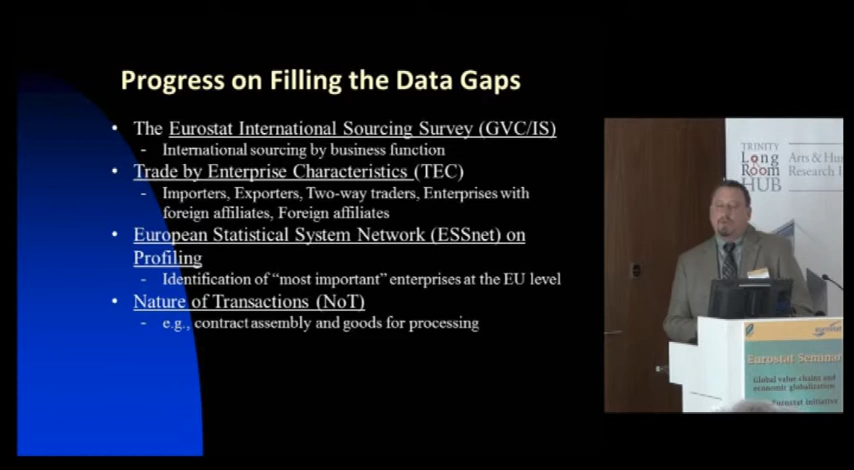 Progress on Filling the Data Gaps
• The Eurostat International Sourcing Survey (GVC/IS)
- International sourcing by business function
• Trade by Enterprise Characteristics (TEC)
- Importers, Exporters, Two-way traders, Enterprises with
foreign affiliates, Foreign affiliates
• European Statistical System Network (ESSnet) on
Profiling
- Identification of “most important” enterprises at the EU level
• Nature of Transactions (NoT)
- e.g., contract assembly and goods for processing
TRINITY
Long
Room
HUB
Arts & Hu
Research I
eurostat
Eurostat Seminar
Global value chains and
economic globalization
Eurostat initiative